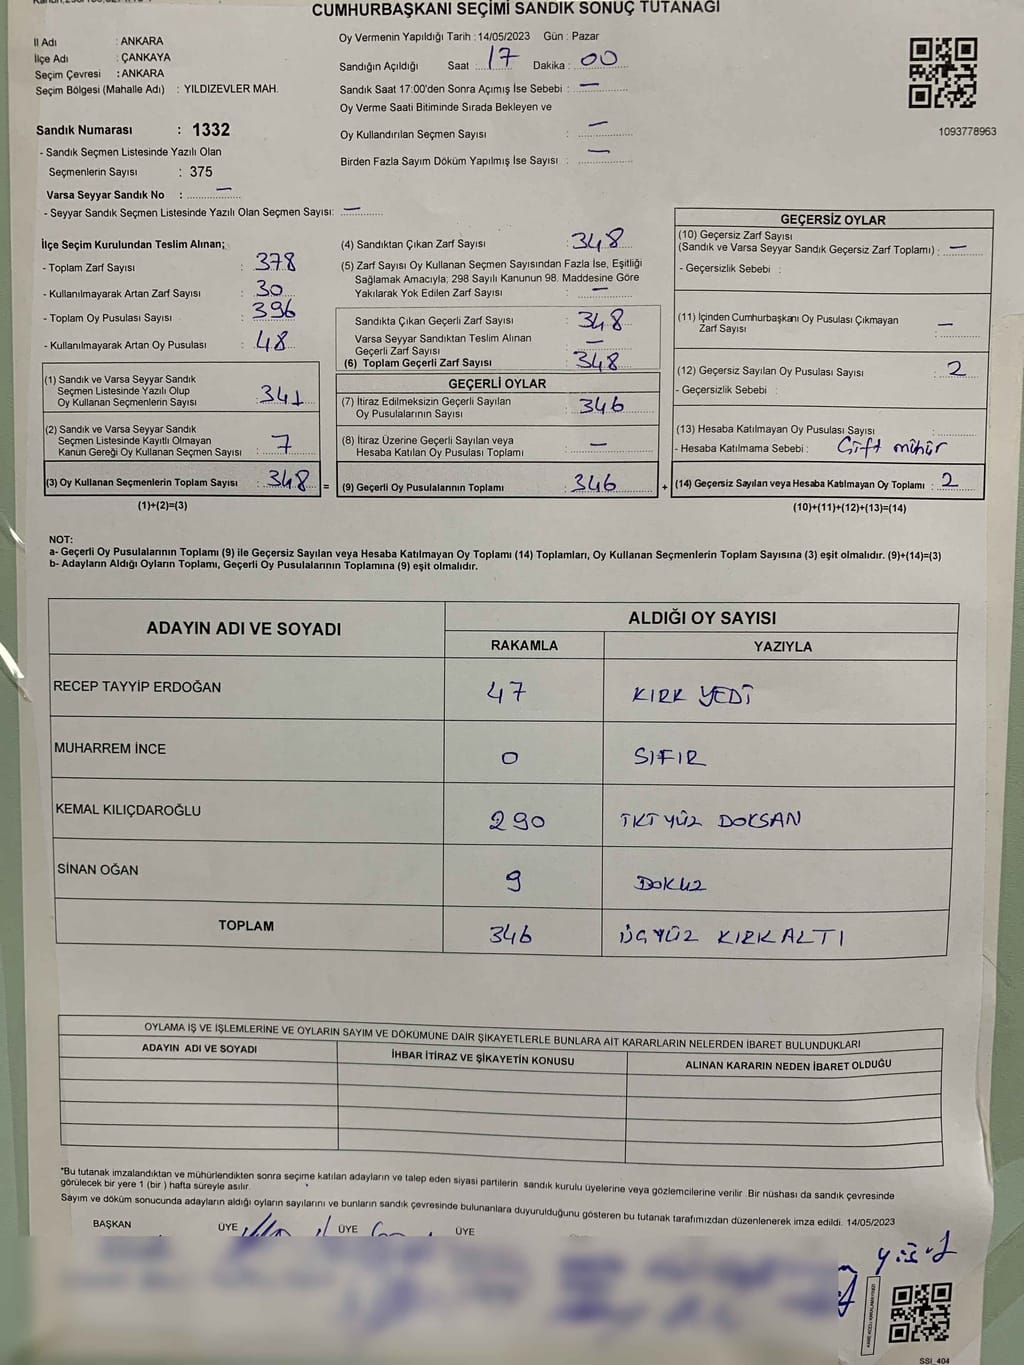 CUMHURBAŞKANI SEÇİMİ SANDIK SONUÇ TUTANAĞI
İl Adı : ANKARA
İlçe Adı : ÇANKAYA
Seçim Çevresi : ANKARA
Seçim Bölgesi (Mahalle Adı) : YILDIZEVLER MAH.
Sandık Numarası : 1332
- Sandık Seçmen Listesinde Yazılı Olan
Seçmenlerin Sayısı : 375
Varsa Seyyar Sandık No : —
- Seyyar Sandık Seçmen Listesinde Yazılı Olan Seçmen Sayısı: —
Oy Vermenin Yapıldığı Tarih : 14/05/2023 Gün : Pazar
Sandığın Açıldığı Saat : 17 Dakika : 00
Sandık Saat 17:00'den Sonra Açımış İse Sebebi : —
Oy Verme Saati Bitiminde Sırada Bekleyen ve
Oy Kullandırılan Seçmen Sayısı : —
Birden Fazla Sayım Döküm Yapılmış İse Sayısı : —
1093778963
İlçe Seçim Kurulundan Teslim Alınan;
- Toplam Zarf Sayısı : 378
- Kullanılmayarak Artan Zarf Sayısı : 30
- Toplam Oy Pusulası Sayısı : 396
- Kullanılmayarak Artan Oy Pusulası : 48
(1) Sandık ve Varsa Seyyar Sandık
Seçmen Listesinde Yazılı Olup
Oy Kullanan Seçmenlerin Sayısı : 341
(2) Sandık ve Varsa Seyyar Sandık
Seçmen Listesinde Kayıtlı Olmayan
Kanun Gereği Oy Kullanan Seçmen Sayısı : 7
(3) Oy Kullanan Seçmenlerin Toplam Sayısı : 348 =
(1)+(2)=(3)
(4) Sandıktan Çıkan Zarf Sayısı : 348
(5) Zarf Sayısı Oy Kullanan Seçmen Sayısından Fazla İse, Eşitliği
Sağlamak Amacıyla; 298 Sayılı Kanunun 98. Maddesine Göre
Yakılarak Yok Edilen Zarf Sayısı : —
Sandıkta Çıkan Geçerli Zarf Sayısı : 348
Varsa Seyyar Sandıktan Teslim Alınan
Geçerli Zarf Sayısı : —
(6) Toplam Geçerli Zarf Sayısı : 348
GEÇERLİ OYLAR
(7) İtiraz Edilmeksizin Geçerli Sayılan
Oy Pusulalarının Sayısı : 346
(8) İtiraz Üzerine Geçerli Sayılan veya
Hesaba Katılan Oy Pusulası Toplamı : —
(9) Geçerli Oy Pusulalarının Toplamı : 346 +
GEÇERSİZ OYLAR
(10) Geçersiz Zarf Sayısı
(Sandık ve Varsa Seyyar Sandık Geçersiz Zarf Toplamı) : —
- Geçersizlik Sebebi :
(11) İçinden Cumhurbaşkanı Oy Pusulası Çıkmayan
Zarf Sayısı : —
(12) Geçersiz Sayılan Oy Pusulası Sayısı : 2
- Geçersizlik Sebebi :
(13) Hesaba Katılmayan Oy Pusulası Sayısı :
- Hesaba Katılmama Sebebi : Çift mühür
(14) Geçersiz Sayılan veya Hesaba Katılmayan Oy Toplamı : 2
(10)+(11)+(12)+(13)=(14)
NOT:
a- Geçerli Oy Pusulalarının Toplamı (9) ile Geçersiz Sayılan veya Hesaba Katılmayan Oy Toplamı (14) Toplamları, Oy Kullanan Seçmenlerin Toplam Sayısına (3) eşit olmalıdır. (9)+(14)=(3)
b- Adayların Aldığı Oyların Toplamı, Geçerli Oy Pusulalarının Toplamına (9) eşit olmalıdır.
ADAYIN ADI VE SOYADI ALDIĞI OY SAYISI
RAKAMLA YAZIYLA
RECEP TAYYİP ERDOĞAN 47 KIRK YEDİ
MUHARREM İNCE 0 SIFIR
KEMAL KILIÇDAROĞLU 290 İKİ YÜZ DOKSAN
SİNAN OĞAN 9 DOKUZ
TOPLAM 346 ÜÇYÜZ KIRKALTI
OYLAMA İŞ VE İŞLEMLERİNE VE OYLARIN SAYIM VE DÖKÜMÜNE DAİR ŞİKAYETLERLE BUNLARA AİT KARARLARIN NELERDEN İBARET BULUNDUKLARI
ADAYIN ADI VE SOYADI İHBAR İTİRAZ VE ŞİKAYETİN KONUSU ALINAN KARARIN NEDEN İBARET OLDUĞU
*Bu tutanak imzalandıktan ve mühürlendikten sonra seçime katılan adayların ve talep eden siyasi partilerin sandık kurulu üyelerine veya gözlemcilerine verilir. Bir nüshası da sandık çevresinde
görülecek bir yere 1 (bir ) hafta süreyle asılır.
Sayım ve döküm sonucunda adayların aldığı oyların sayılarını ve bunların sandık çevresinde bulunanlara duyurulduğunu gösteren bu tutanak tarafımızdan düzenlenerek imza edildi. 14/05/2023
BAŞKAN ÜYE ÜYE ÜYE
SSI_404